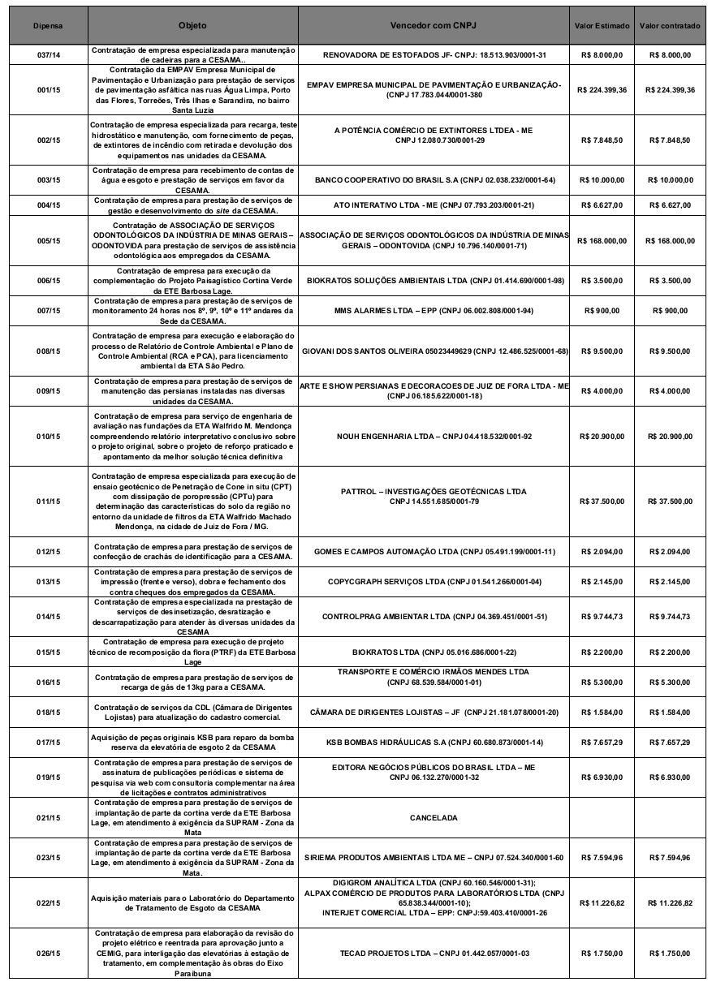 Dipensa Objeto Vencedor com CNPJ Valor Estimado Valor contratado
037/14 Contratação de empresa especializada para manutenção RENOVADORA DE ESTOFADOS JF- CNPJ: 18.513.903/0001-31 R$ 8.000,00 R$ 8.000,00
de cadeiras para a CESAMA..
Contratação da EMPAV Empresa Municipal de
Pavimentação e Urbanização para prestação de serviços
de pavimentação asfáltica nas ruas Água Limpa, Porto
das Flores, Torreões, Três Ilhas e Sarandira, no bairro
Santa Luzia
001/15 EMPAV EMPRESA MUNICIPAL DE PAVIMENTAÇÃO E URBANIZAÇÃO-
(CNPJ 17.783.044/0001-380 R$ 224.399,36 R$ 224.399,36
Contratação de empresa especializada para recarga, teste
hidrostático e manutenção, com fornecimento de peças,
de extintores de incêndio com retirada e devolução dos
equipamentos nas unidades da CESAMA.
002/15 A POTÊNCIA COMÉRCIO DE EXTINTORES LTDEA - ME
CNPJ 12.080.730/0001-29 R$ 7.848,50 R$ 7.848,50
Contratação de empresa para recebimento de contas de
003/15 água e esgoto e prestação de serviços em favor da BANCO COOPERATIVO DO BRASIL S.A (CNPJ 02.038.232/0001-64) R$ 10.000,00 R$ 10.000,00
CESAMA.
004/15 Contratação de empresa para prestação de serviços de ATO INTERATIVO LTDA - ME (CNPJ 07.793.203/0001-21) R$ 6.627,00 R$ 6.627,00
gestão e desenvolvimento do site da CESAMA.
Contratação de ASSOCIAÇÃO DE SERVIÇOS
ODONTOLÓGICOS DA INDÚSTRIA DE MINAS GERAIS –
ODONTOVIDA para prestação de serviços de assistência
odontológica aos empregados da CESAMA.
005/15 ASSOCIAÇÃO DE SERVIÇOS ODONTOLÓGICOS DA INDÚSTRIA DE MINAS
GERAIS – ODONTOVIDA (CNPJ 10.796.140/0001-71) R$ 168.000,00 R$ 168.000,00
Contratação de empresa para execução da
006/15 complementação do Projeto Paisagístico Cortina Verde BIOKRATOS SOLUÇÕES AMBIENTAIS LTDA (CNPJ 01.414.690/0001-98) R$ 3.500,00 R$ 3.500,00
da ETE Barbosa Lage.
Contratação de empresa para prestação de serviços de
007/15 monitoramento 24 horas nos 8º, 9º, 10º e 11º andares da MMS ALARMES LTDA – EPP (CNPJ 06.002.808/0001-94) R$ 900,00 R$ 900,00
Sede da CESAMA.
Contratação de empresa para execução e elaboração do
processo de Relatório de Controle Ambiental e Plano de
Controle Ambiental (RCA e PCA), para licenciamento
ambiental da ETA São Pedro.
008/15 GIOVANI DOS SANTOS OLIVEIRA 05023449629 (CNPJ 12.486.525/0001-68) R$ 9.500,00 R$ 9.500,00
Contratação de empresa para prestação de serviços de
manutenção das persianas instaladas nas diversas
unidades da CESAMA.
009/15 ARTE E SHOW PERSIANAS E DECORACOES DE JUIZ DE FORA LTDA - ME
(CNPJ 06.185.622/0001-18) R$ 4.000,00 R$ 4.000,00
Contratação de empresa para serviço de engenharia de
avaliação nas fundações da ETA Walfrido M. Mendonça
010/15 compreendendo relatório interpretativo conclusivo sobre NOUH ENGENHARIA LTDA – CNPJ 04.418.532/0001-92 R$ 20.900,00 R$ 20.900,00
o projeto original, sobre o projeto de reforço praticado e
apontamento da melhor solução técnica definitiva
Contratação de empresa especializada para execução de
ensaio geotécnico de Penetração de Cone in situ (CPT)
com dissipação de poropressão (CPTu) para
determinação das características do solo da região no
entorno da unidade de filtros da ETA Walfrido Machado
Mendonça, na cidade de Juiz de Fora / MG.
011/15 PATTROL – INVESTIGAÇÕES GEOTÉCNICAS LTDA
CNPJ 14.551.685/0001-79 R$ 37.500,00 R$ 37.500,00
012/15 Contratação de empresa para prestação de serviços de GOMES E CAMPOS AUTOMAÇÃO LTDA (CNPJ 05.491.199/0001-11) R$ 2.094,00 R$ 2.094,00
confecção de crachás de identificação para a CESAMA.
Contratação de empresa para prestação de serviços de
013/15 impressão (frente e verso), dobra e fechamento dos COPYCGRAPH SERVIÇOS LTDA (CNPJ 01.541.266/0001-04) R$ 2.145,00 R$ 2.145,00
contra cheques dos empregados da CESAMA.
Contratação de empresa especializada na prestação de
serviços de desinsetização, desratização e
descarrapatização para atender às diversas unidades da
CESAMA
014/15 CONTROLPRAG AMBIENTAR LTDA (CNPJ 04.369.451/0001-51) R$ 9.744,73 R$ 9.744,73
Contratação de empresa para execução de projeto
015/15 técnico de recomposição da flora (PTRF) da ETE Barbosa BIOKRATOS LTDA (CNPJ 05.016.686/0001-22) R$ 2.200,00 R$ 2.200,00
Lage
016/15 Contratação de empresa para prestação de serviços de
recarga de gás de 13kg para a CESAMA.
TRANSPORTE E COMÉRCIO IRMÃOS MENDES LTDA
(CNPJ 68.539.584/0001-01) R$ 5.300,00 R$ 5.300,00
018/15 Contratação de serviços da CDL (Câmara de Dirigentes CÂMARA DE DIRIGENTES LOJISTAS – JF (CNPJ 21.181.078/0001-20) R$ 1.584,00 R$ 1.584,00
Lojistas) para atualização do cadastro comercial.
017/15 Aquisição de peças originais KSB para reparo da bomba KSB BOMBAS HIDRÁULICAS S.A (CNPJ 60.680.873/0001-14) R$ 7.657,29 R$ 7.657,29
reserva da elevatória de esgoto 2 da CESAMA
Contratação de empresa para prestação de serviços de
assinatura de publicações periódicas e sistema de
pesquisa via web com consultoria complementar na área
de licitações e contratos administrativos
019/15 EDITORA NEGÓCIOS PÚBLICOS DO BRASIL LTDA – ME
CNPJ 06.132.270/0001-32 R$ 6.930,00 R$ 6.930,00
Contratação de empresa para prestação de serviços de
implantação de parte da cortina verde da ETE Barbosa
Lage, em atendimento à exigência da SUPRAM - Zona da
Mata
021/15 CANCELADA
Contratação de empresa para prestação de serviços de
implantação de parte da cortina verde da ETE Barbosa
Lage, em atendimento à exigência da SUPRAM - Zona da
Mata.
023/15 SIRIEMA PRODUTOS AMBIENTAIS LTDA ME – CNPJ 07.524.340/0001-60 R$ 7.594,96 R$ 7.594,96
022/15 Aquisição materiais para o Laboratório do Departamento
de Tratamento de Esgoto da CESAMA
DIGIGROM ANALÍTICA LTDA (CNPJ 60.160.546/0001-31);
ALPAX COMÉRCIO DE PRODUTOS PARA LABORATÓRIOS LTDA (CNPJ
65.838.344/0001-10);
INTERJET COMERCIAL LTDA – EPP: CNPJ:59.403.410/0001-26 R$ 11.226,82 R$ 11.226,82
Contratação de empresa para elaboração da revisão do
projeto elétrico e reentrada para aprovação junto a
026/15 CEMIG, para interligação das elevatórias à estação de TECAD PROJETOS LTDA – CNPJ 01.442.057/0001-03 R$ 1.750,00 R$ 1.750,00
tratamento, em complementação às obras do Eixo
Paraibuna